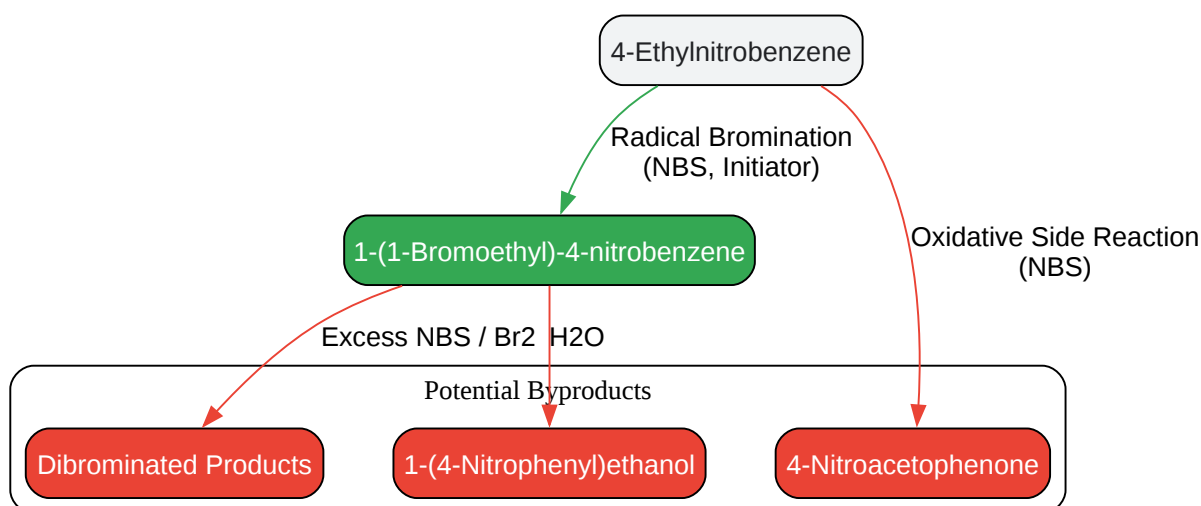 4-Ethylnitrobenzene
Radical Bromination
(NBS, Initiator)
1-(1-Bromoethyl)-4-nitrobenzene
Oxidative Side Reaction
(NBS)
Excess NBS / Br2
H2O
Potential Byproducts
Dibrominated Products
1-(4-Nitrophenyl)ethanol
4-Nitroacetophenone